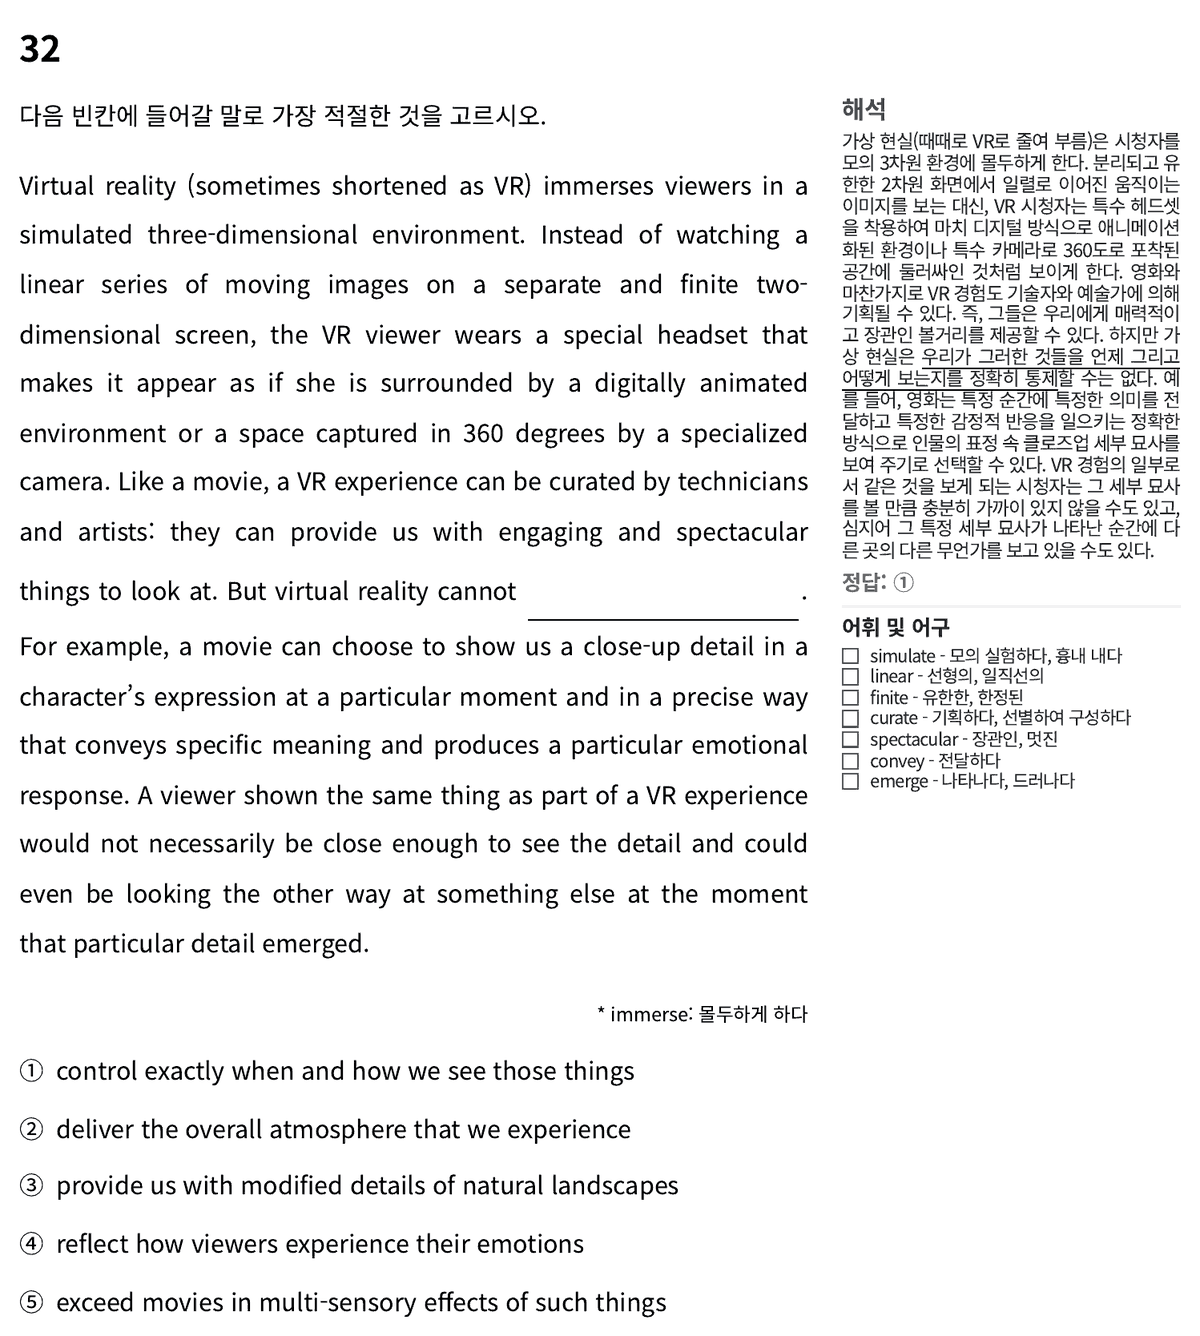 32
다음 빈칸에 들어갈 말로 가장 적절한 것을 고르시오.
Virtual reality (sometimes shortened as VR) immerses viewers in a
simulated three-dimensional environment. Instead of watching a
linear series of moving images on a separate and finite two-
dimensional screen, the VR viewer wears a special headset that
makes it appear as if she is surrounded by a digitally animated
environment or a space captured in 360 degrees by a specialized
camera. Like a movie, a VR experience can be curated by technicians
and artists: they can provide us with engaging and spectacular
things to look at. But virtual reality cannot                .
For example, a movie can choose to show us a close-up detail in a
character's expression at a particular moment and in a precise way
that conveys specific meaning and produces a particular emotional
response. A viewer shown the same thing as part of a VR experience
would not necessarily be close enough to see the detail and could
even be looking the other way at something else at the moment
that particular detail emerged.
* immerse: 몰두하게 하다
① control exactly when and how we see those things
② deliver the overall atmosphere that we experience
③ provide us with modified details of natural landscapes
④ reflect how viewers experience their emotions
⑤ exceed movies in multi-sensory effects of such things
해석
가상 현실(때때로 VR로 줄여 부름)은 시청자를
모의 3차원 환경에 몰두하게 한다. 분리되고 유
한한 2차원 화면에서 일렬로 이어진 움직이는
이미지를 보는 대신, VR 시청자는 특수 헤드셋
을 착용하여 마치 디지털 방식으로 애니메이션
화된 환경이나 특수 카메라로 360도로 포착된
공간에 둘러싸인 것처럼 보이게 한다. 영화와
마찬가지로 VR 경험도 기술자와 예술가에 의해
기획될 수 있다. 즉, 그들은 우리에게 매력적이
고 장관인 볼거리를 제공할 수 있다. 하지만 가
상 현실은 우리가 그러한 것들을 언제 그리고
어떻게 보는지를 정확히 통제할 수는 없다. 예
를 들어, 영화는 특정 순간에 특정한 의미를 전
달하고 특정한 감정적 반응을 일으키는 정확한
방식으로 인물의 표정 속 클로즈업 세부 묘사를
보여 주기로 선택할 수 있다. VR 경험의 일부로
서 같은 것을 보게 되는 시청자는 그 세부 묘사
를 볼 만큼 충분히 가까이 있지 않을 수도 있고,
심지어 그 특정 세부 묘사가 나타난 순간에 다
른 곳의 다른 무언가를 보고 있을 수도 있다.
정답: ①
어휘 및 어구
□ simulate - 모의 실험하다, 흉내 내다
□ linear - 선형의, 일직선의
□ finite - 유한한, 한정된
□ curate - 기획하다, 선별하여 구성하다
□ spectacular - 장관인, 멋진
□ convey - 전달하다
□ emerge - 나타나다, 드러나다